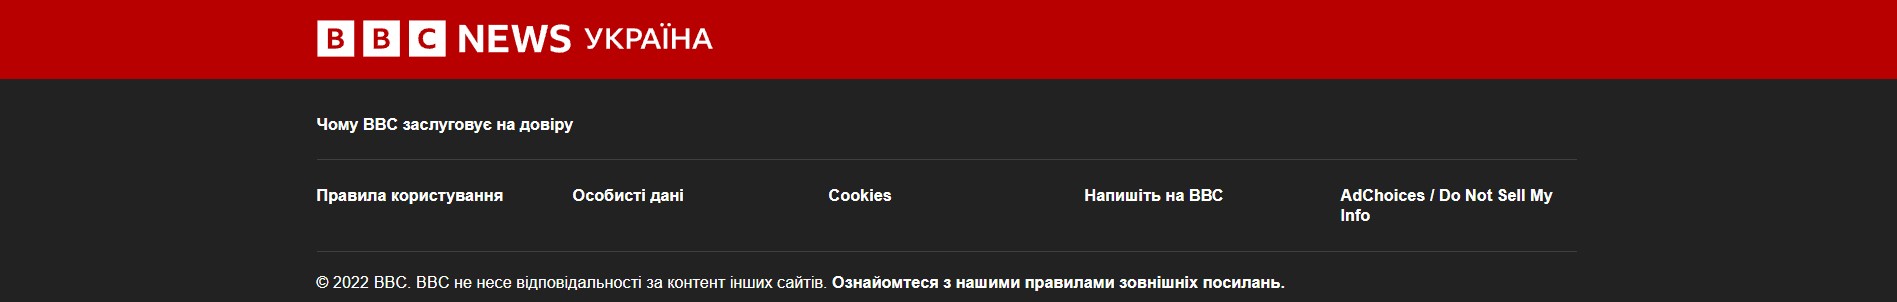 BBC NEWS УКРАЇНА
Чому BBC заслуговує на довіру
Правила користування
Особисті дані
Cookies
Напишіть на BBC
AdChoices / Do Not Sell My
Info
© 2022 BBC. BBC не несе відповідальності за контент інших сайтів. Ознайомтеся з нашими правилами зовнішніх посилань.